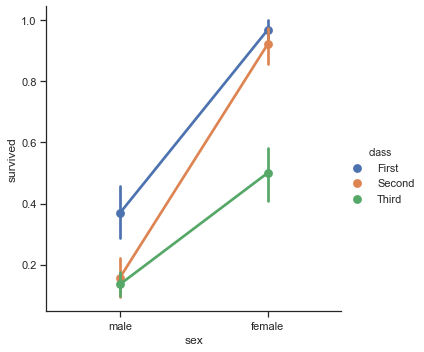 1.0
0.8
0.6
0.4
0.2
survived
male
female
sex
class
First
Second
Third